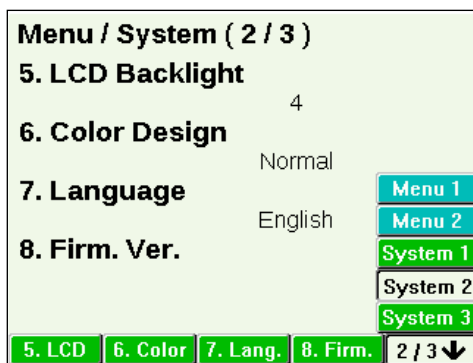 Menu / System ( 2 / 3 )
5. LCD Backlight
4
6. Color Design
Normal
7. Language
English
8. Firm. Ver.
Menu 1
Menu 2
System 1
System 2
System 3
5. LCD 6. Color 7. Lang. 8. Firm. 2 / 3 ↓